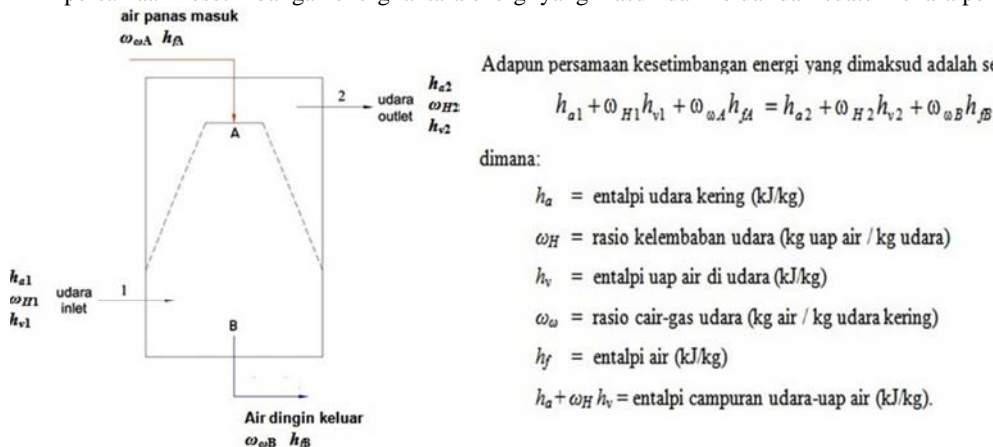 air panas masuk
ω_ωA h_fA
2
udara outlet
h_a2
ω_H2
h_v2
A
h_a1
ω_H1
h_v1
udara inlet
1
B
Air dingin keluar
ω_ωB h_fB
Adapun persamaan kesetimbangan energi yang dimaksud adalah se
h_a1 + ω_H1 h_v1 + ω_ωA h_fA = h_a2 + ω_H2 h_v2 + ω_ωB h_fB
dimana:
h_a = entalpi udara kering (kJ/kg)
ω_H = rasio kelembaban udara (kg uap air / kg udara)
h_v = entalpi uap air di udara (kJ/kg)
ω_ω = rasio cair-gas udara (kg air / kg udara kering)
h_f = entalpi air (kJ/kg)
h_a + ω_H h_v = entalpi campuran udara-uap air (kJ/kg).